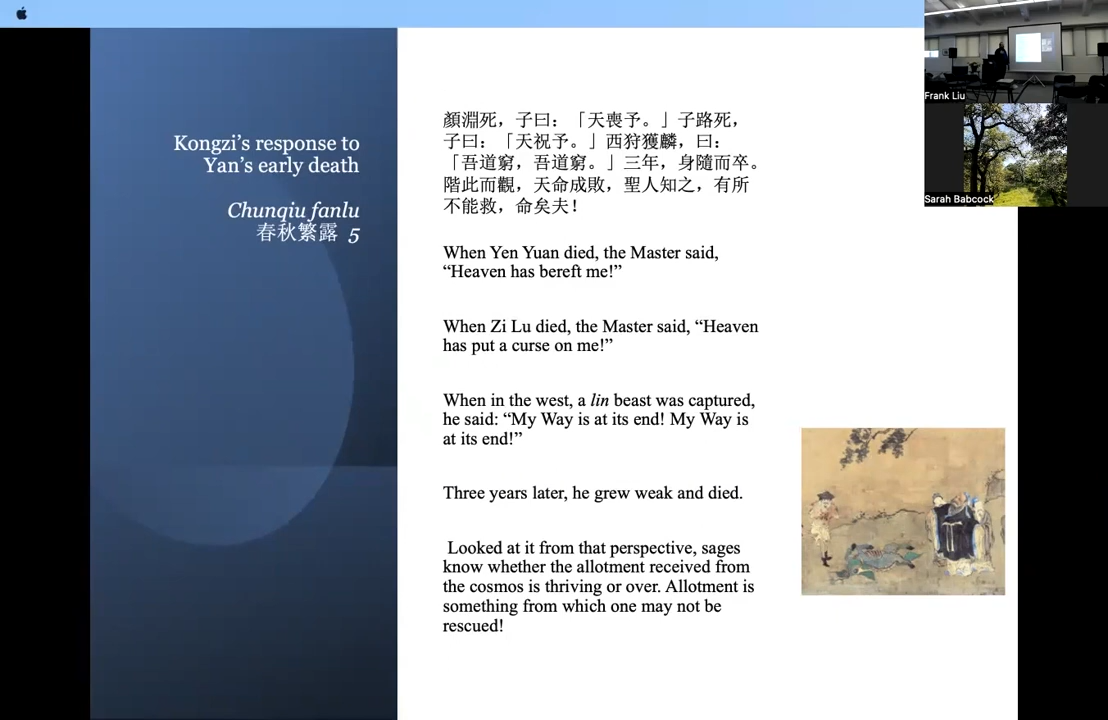 Kongzi’s response to
Yan’s early death
Chunqiu fanlu
春秋繁露 5
顏淵死，子曰：「天喪予。」子路死，
子曰：「天祝予。」西狩獲麟，曰：
「吾道窮，吾道窮。」三年，身隨而卒。
階此而觀，天命成敗，聖人知之，有所
不能救，命矣夫！
When Yen Yuan died, the Master said,
“Heaven has bereft me!”
When Zi Lu died, the Master said, “Heaven
has put a curse on me!”
When in the west, a lin beast was captured,
he said: “My Way is at its end! My Way is
at its end!”
Three years later, he grew weak and died.
Looked at it from that perspective, sages
know whether the allotment received from
the cosmos is thriving or over. Allotment is
something from which one may not be
rescued!
Frank Liu
Sarah Babcock